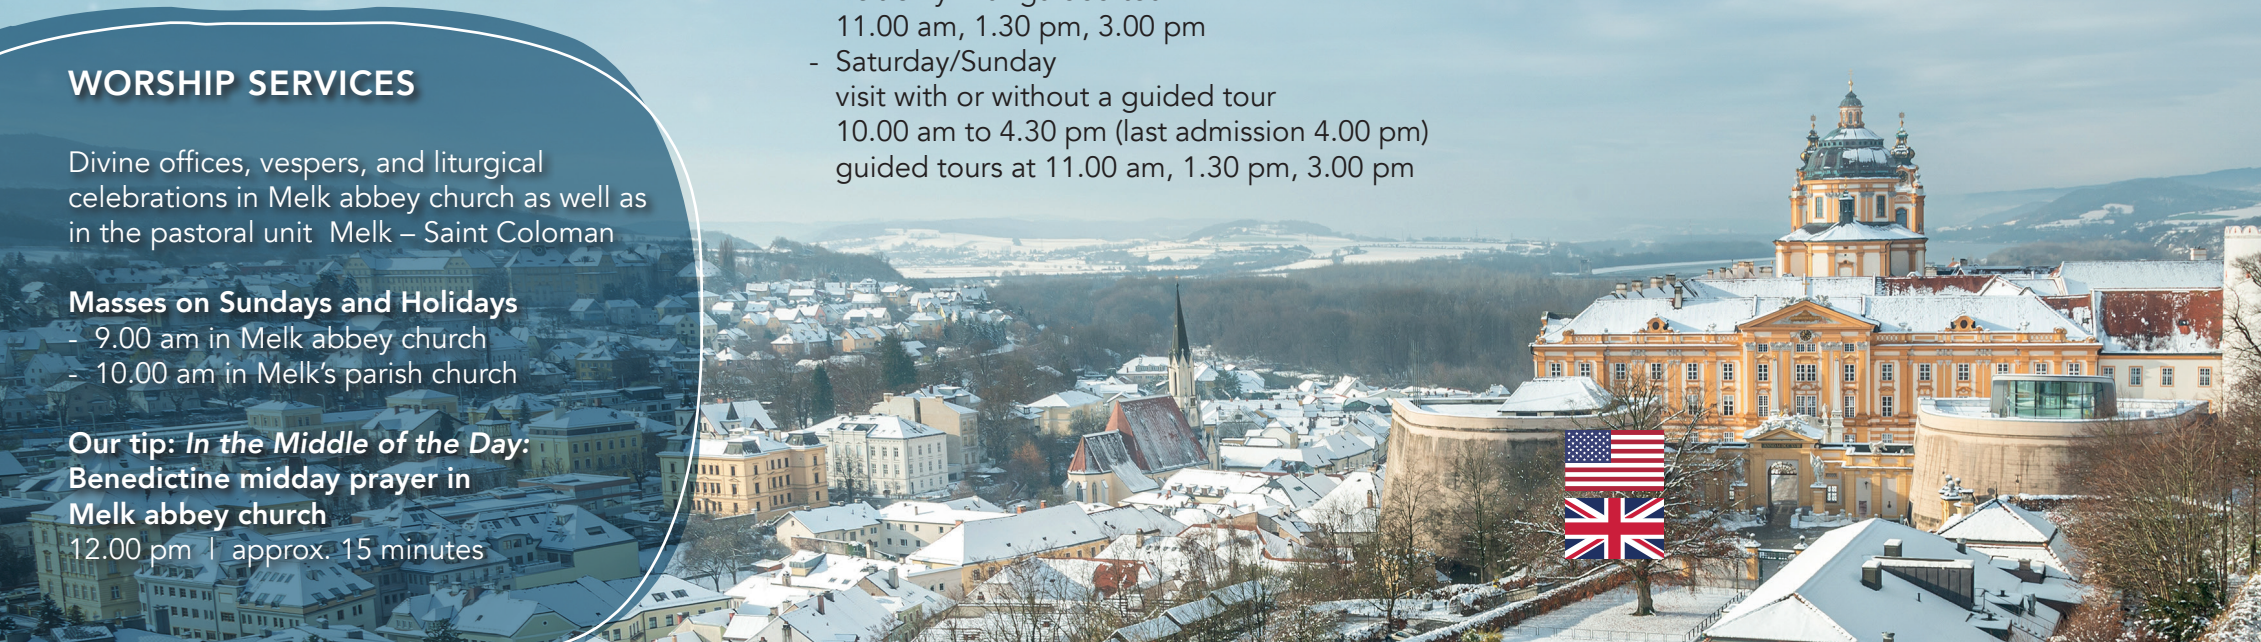 WORSHIP SERVICES
Divine offices, vespers, and liturgical
celebrations in Melk abbey church as well as
in the pastoral unit  Melk – Saint Coloman
Masses on Sundays and Holidays
- 9.00 am in Melk abbey church
- 10.00 am in Melk's parish church
Our tip: In the Middle of the Day:
Benedictine midday prayer in
Melk abbey church
12.00 pm | approx. 15 minutes
11.00 am, 1.30 pm, 3.00 pm
- Saturday/Sunday
visit with or without a guided tour
10.00 am to 4.30 pm (last admission 4.00 pm)
guided tours at 11.00 am, 1.30 pm, 3.00 pm